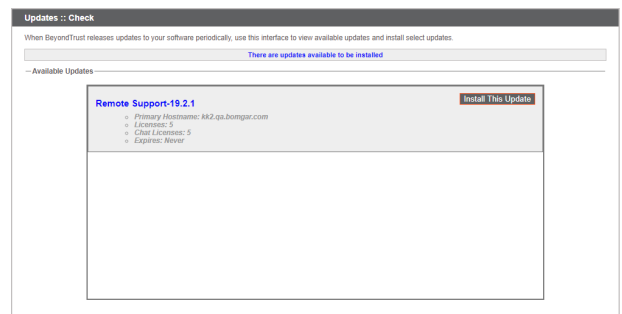 Updates :: Check
When BeyondTrust releases updates to your software periodically, use this interface to view available updates and install select updates.
There are updates available to be installed
Available Updates
Remote Support-19.2.1
Install This Update
Primary Hostname: kk2.qa.bomgar.com
Licenses: 5
Chat Licenses: 5
Expires: Never